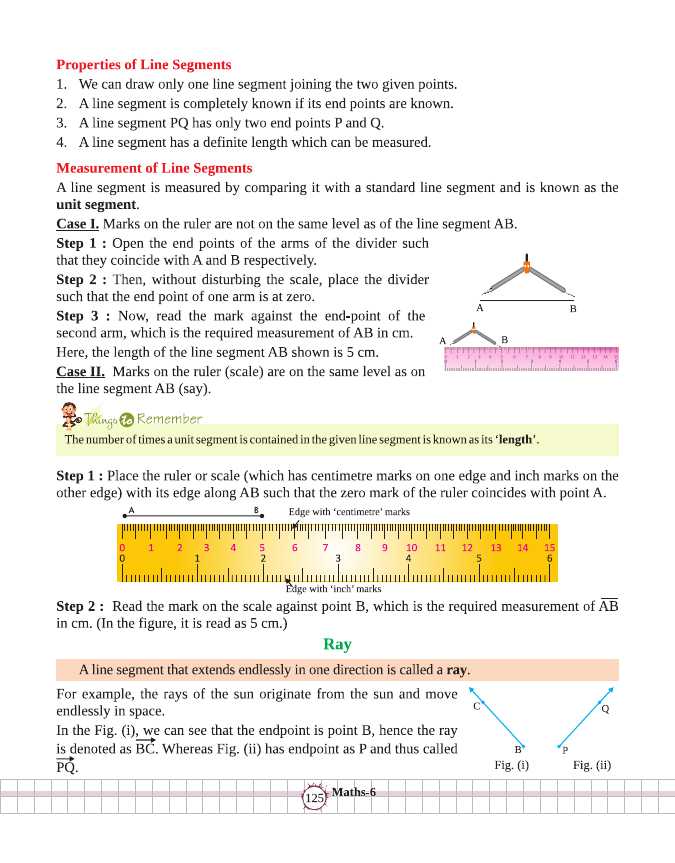 Properties of Line Segments
1. We can draw only one line segment joining the two given points.
2. A line segment is completely known if its end points are known.
3. A line segment PQ has only two end points P and Q.
4. A line segment has a definite length which can be measured.
Measurement of Line Segments
A line segment is measured by comparing it with a standard line segment and is known as the
unit segment.
Case I. Marks on the ruler are not on the same level as of the line segment AB.
Step 1 : Open the end points of the arms of the divider such
that they coincide with A and B respectively.
Step 2 : Then, without disturbing the scale, place the divider
such that the end point of one arm is at zero.
Step 3 : Now, read the mark against the end-point of the
second arm, which is the required measurement of AB in cm.
Here, the length of the line segment AB shown is 5 cm.
Case II. Marks on the ruler (scale) are on the same level as on
the line segment AB (say).
A B
A B
Things to Remember
The number of times a unit segment is contained in the given line segment is known as its ‘length’.
Step 1 : Place the ruler or scale (which has centimetre marks on one edge and inch marks on the
other edge) with its edge along AB such that the zero mark of the ruler coincides with point A.
A B Edge with ‘centimetre’ marks
0 1 2 3 4 5 6 7 8 9 10 11 12 13 14 15
0 1 2 3 4 5 6
Edge with ‘inch’ marks
Step 2 : Read the mark on the scale against point B, which is the required measurement of AB
in cm. (In the figure, it is read as 5 cm.)
Ray
A line segment that extends endlessly in one direction is called a ray.
For example, the rays of the sun originate from the sun and move
endlessly in space.
In the Fig. (i), we can see that the endpoint is point B, hence the ray
is denoted as BC. Whereas Fig. (ii) has endpoint as P and thus called
PQ.
C Q
B P
Fig. (i) Fig. (ii)
125 Maths-6